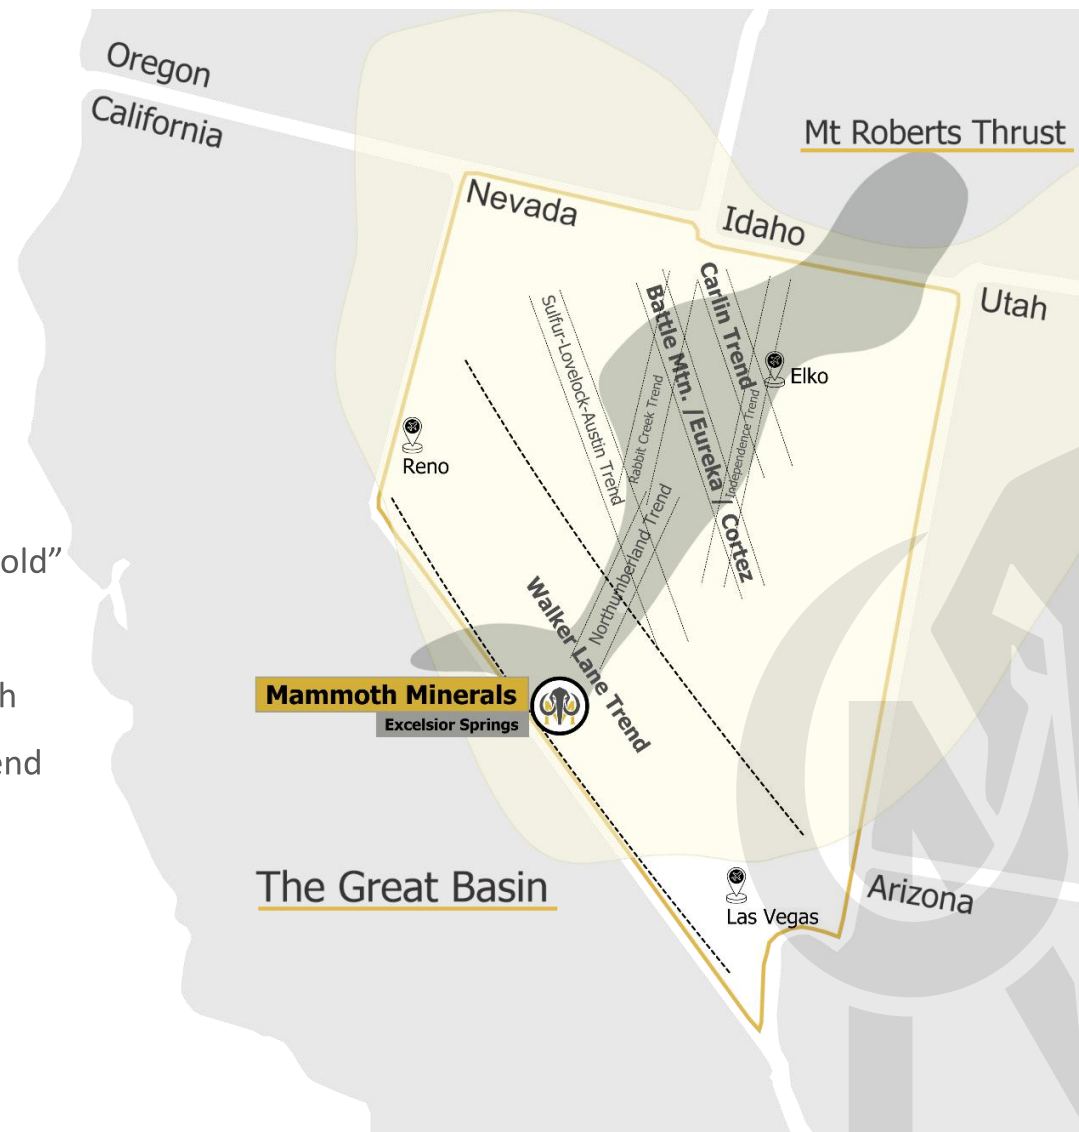 Oregon
California
Mt Roberts Thrust
Nevada
Idaho
Utah
Carlin Trend
Battle Mtn. /Eureka / Cortez
Sulfur-Lovelock-Austin Trend
Rabbit Creek Trend
Independence Trend
Elko
Reno
Northumberland Trend
old”
Walker Lane Trend
h
Mammoth Minerals
Excelsior Springs
end
The Great Basin
Las Vegas
Arizona